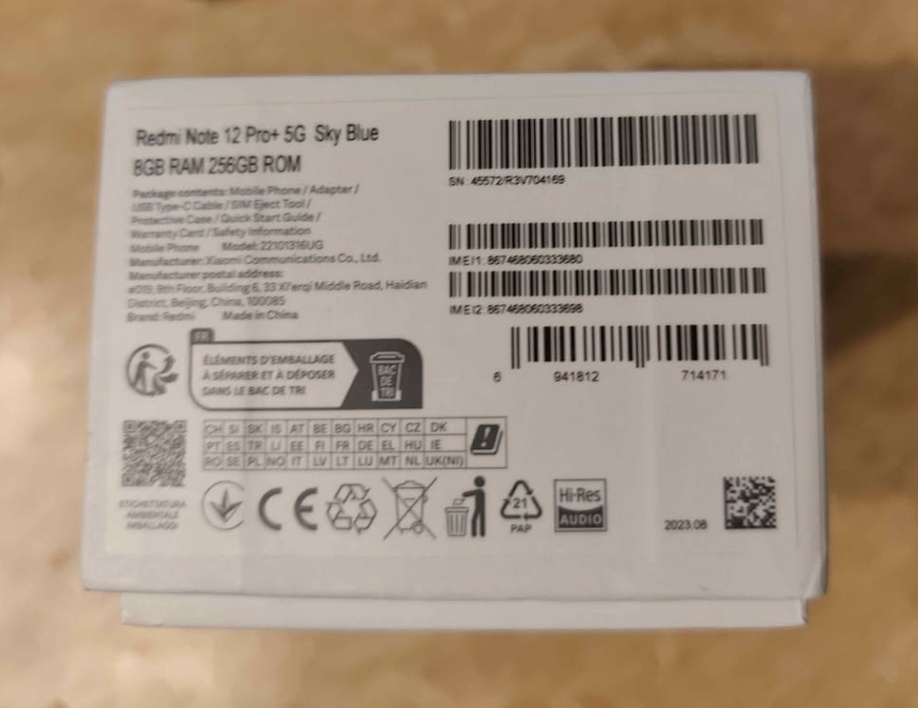 Redmi Note 12 Pro+ 5G Sky Blue
8GB RAM 256GB ROM
Package contents: Mobile Phone / Adapter /
USB Type-C Cable / SIM Eject Tool /
Protective Case / Quick Start Guide /
Warranty Card / Safety Information
Mobile Phone Model: 22101316UG
Manufacturer: Xiaomi Communications Co., Ltd.
Manufacturer postal address:
#019, 9th Floor, Building 6, 33 Xi'erqi Middle Road, Haidian
District, Beijing, China, 100085
Brand: Redmi Made in China
SN: 45572/R3V704169
IMEI1: 867468060333680
IMEI2: 867468060333698
6 941812 714171
FR
ÉLÉMENTS D'EMBALLAGE
À SÉPARER ET À DÉPOSER
DANS LE BAC DE TRI
BAC
DE
TRI
CH SI SK IS AT BE BG HR CY CZ DK
PT ES TR LI EE FI FR DE EL HU IE
RO SE PL NO IT LV LT LU MT NL UK(NI)
ETICHETTATURA
AMBIENTALE
IMBALLAGGI
CE
21
PAP
Hi-Res
AUDIO
2023.08